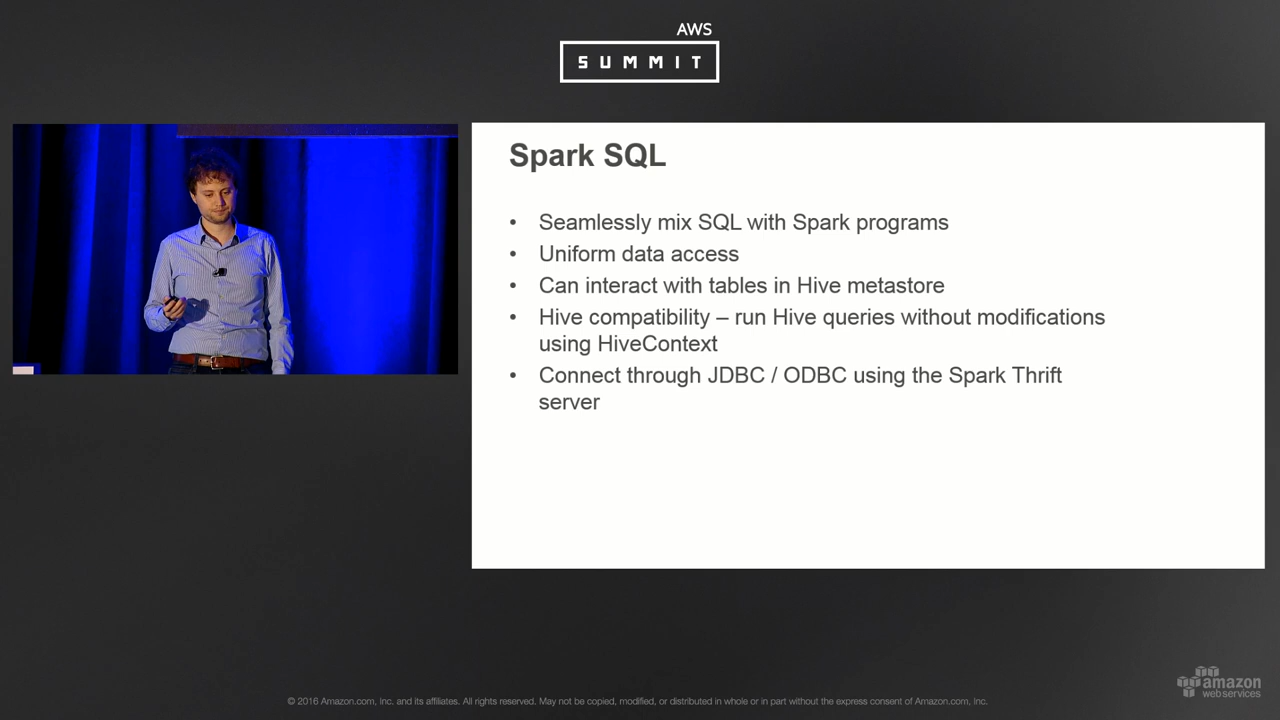 AWS
SUMMIT
Spark SQL
• Seamlessly mix SQL with Spark programs
• Uniform data access
• Can interact with tables in Hive metastore
• Hive compatibility – run Hive queries without modifications
using HiveContext
• Connect through JDBC / ODBC using the Spark Thrift
server
amazon
webservices
© 2016 Amazon.com, Inc. and its affiliates. All rights reserved. May not be copied, modified, or distributed in whole or in part without the express consent of Amazon.com, Inc.